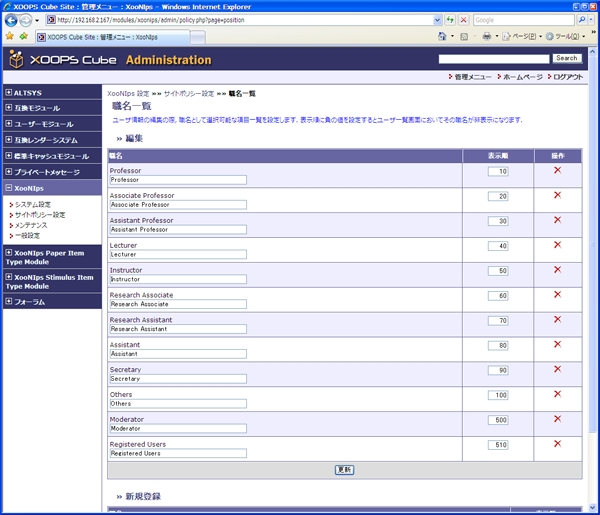 XOOPS Cube Site : 管理メニュー : XooNIps - Windows Internet Explorer
http://192.168.2.167/modules/xoonips/admin/policy.php?page=position
Google
XOOPS Cube Site : 管理メニュー : XooNIps
ページ(P)
ツール(O)
XOOPS Cube Administration
Search
管理メニュー
ホームページ
ログアウト
ALTSYS
互換モジュール
ユーザーモジュール
互換レンダーシステム
標準キャッシュモジュール
プライベートメッセージ
XooNIps
システム設定
サイトポリシー設定
メンテナンス
一般設定
XooNIps Paper Item
Type Module
XooNIps Stimulus Item
Type Module
フォーラム
XooNIps 設定 »» サイトポリシー設定 »» 職名一覧
職名一覧
ユーザ情報の編集の際、職名として選択可能な項目一覧を設定します。表示順に負の値を設定するとユーザ一覧画面においてその職名が非表示になります。
» 編集
職名 表示順 操作
Professor
Professor 10
Associate Professor
Associate Professor 20
Assistant Professor
Assistant Professor 30
Lecturer
Lecturer 40
Instructor
Instructor 50
Research Associate
Research Associate 60
Research Assistant
Research Assistant 70
Assistant
Assistant 80
Secretary
Secretary 90
Others
Others 100
Moderator
Moderator 500
Registered Users
Registered Users 510
更新
» 新規登録